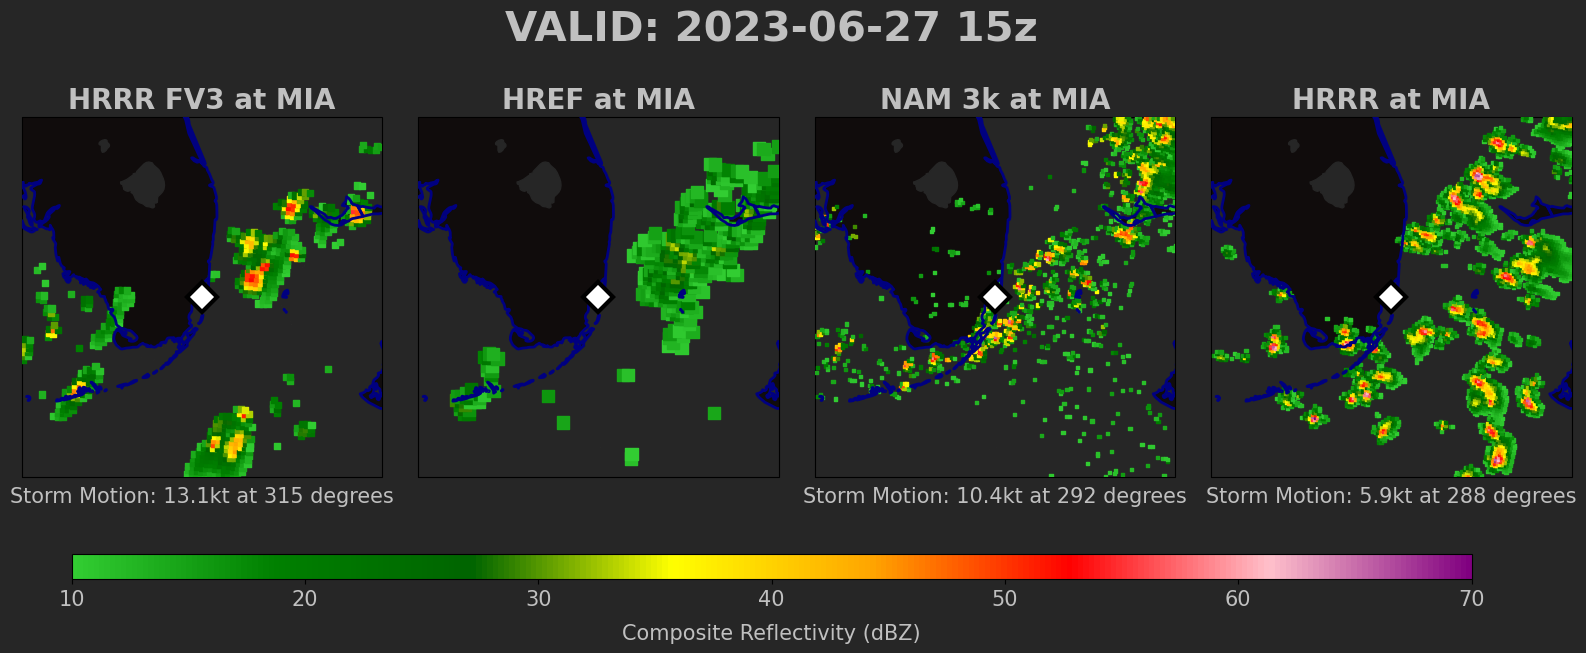 VALID: 2023-06-27 15z
HRRR FV3 at MIA
HREF at MIA
NAM 3k at MIA
HRRR at MIA
Storm Motion: 13.1kt at 315 degrees
Storm Motion: 10.4kt at 292 degrees
Storm Motion: 5.9kt at 288 degrees
10 20 30 40 50 60 70
Composite Reflectivity (dBZ)